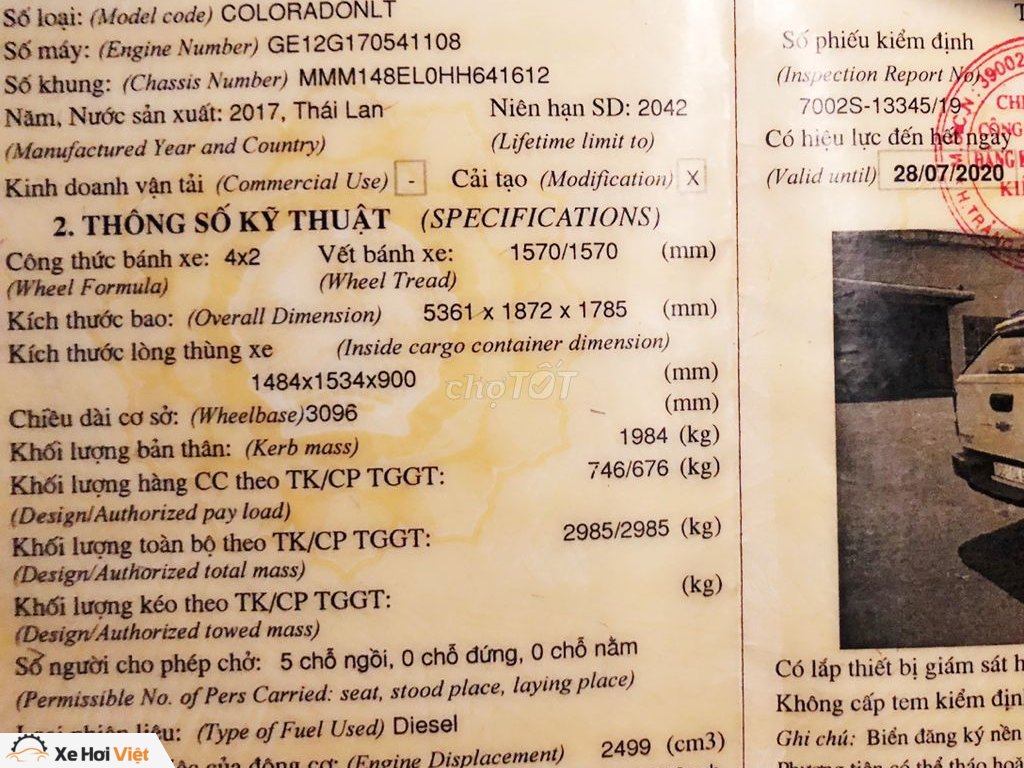 Số loại: (Model code) COLORADONLT
Số máy: (Engine Number) GE12G170541108
Số khung: (Chassis Number) MMM148EL0HH641612
Năm, Nước sản xuất: 2017, Thái Lan Niên hạn SD: 2042
(Manufactured Year and Country) (Lifetime limit to)
Kinh doanh vận tải (Commercial Use) - Cải tạo (Modification) X
2. THÔNG SỐ KỸ THUẬT (SPECIFICATIONS)
Công thức bánh xe: 4x2 Vết bánh xe: 1570/1570 (mm)
(Wheel Formula) (Wheel Tread)
Kích thước bao: (Overall Dimension) 5361 x 1872 x 1785 (mm)
Kích thước lòng thùng xe (Inside cargo container dimension)
1484x1534x900 (mm)
Chiều dài cơ sở: (Wheelbase)3096 (mm)
Khối lượng bản thân: (Kerb mass) 1984 (kg)
Khối lượng hàng CC theo TK/CP TGGT: 746/676 (kg)
(Design/Authorized pay load)
Khối lượng toàn bộ theo TK/CP TGGT: 2985/2985 (kg)
(Design/Authorized total mass)
Khối lượng kéo theo TK/CP TGGT: (kg)
(Design/Authorized towed mass)
Số người cho phép chở: 5 chỗ ngồi, 0 chỗ đứng, 0 chỗ nằm
(Permissible No. of Pers Carried: seat, stood place, laying place)
liệu: (Type of Fuel Used) Diesel
của động cơ: (Engine Displacement) 2499 (cm3)
Số phiếu kiểm định
(Inspection Report No)
7002S-13345/19
Có hiệu lực đến hết ngày
(Valid until) 28/07/2020
Có lắp thiết bị giám sát
Không cấp tem kiểm
Ghi chú: Biển đăng ký nền
Phương tiện có thể tháo
chợTỐT
Xe Hơi Việt